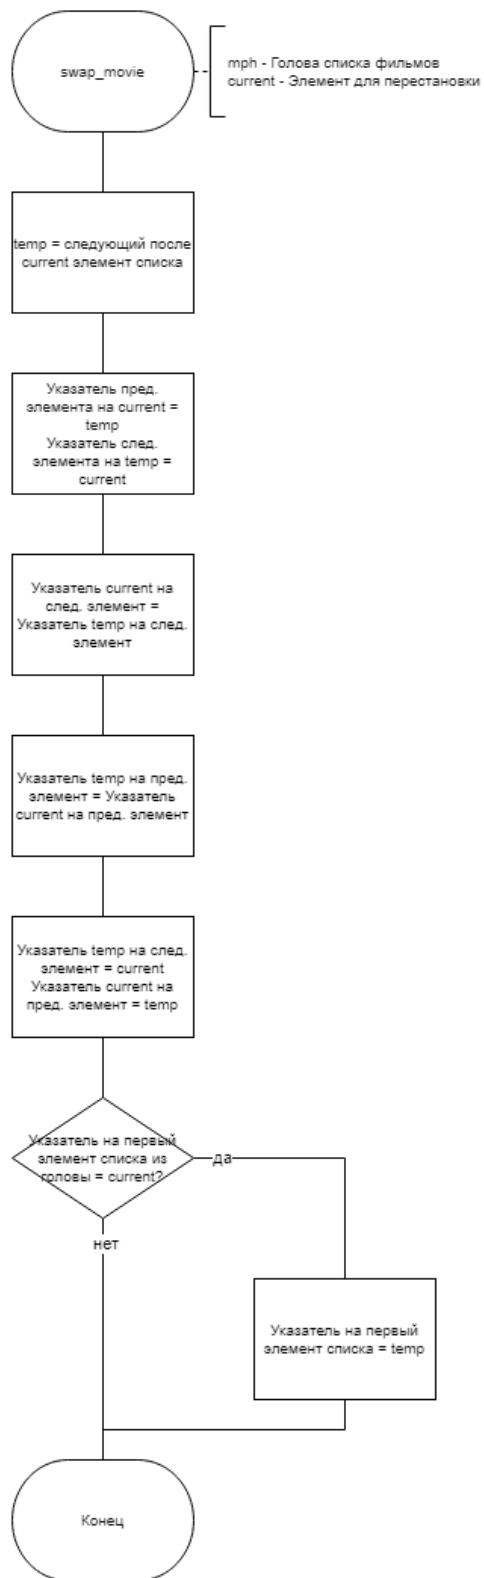 swap_movie
mph - Голова списка фильмов
current - Элемент для перестановки
temp = следующий после
current элемент списка
Указатель пред.
элемента на current =
temp
Указатель след.
элемента на temp =
current
Указатель current на
след. элемент =
Указатель temp на след.
элемент
Указатель temp на пред.
элемент = Указатель
current на пред. элемент
Указатель temp на след.
элемент = current
Указатель current на
пред. элемент = temp
Указатель на первый
элемент списка из
головы = current?
да
нет
Указатель на первый
элемент списка = temp
Конец